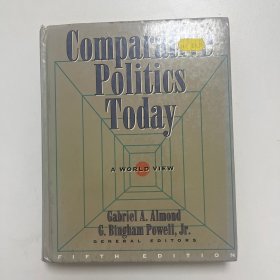 Politics
Today
A WORLD VIEW
Gabriel A. Almond
G. Bingham Powell, Jr.
GENERAL EDITORS
FIFTH EDITION